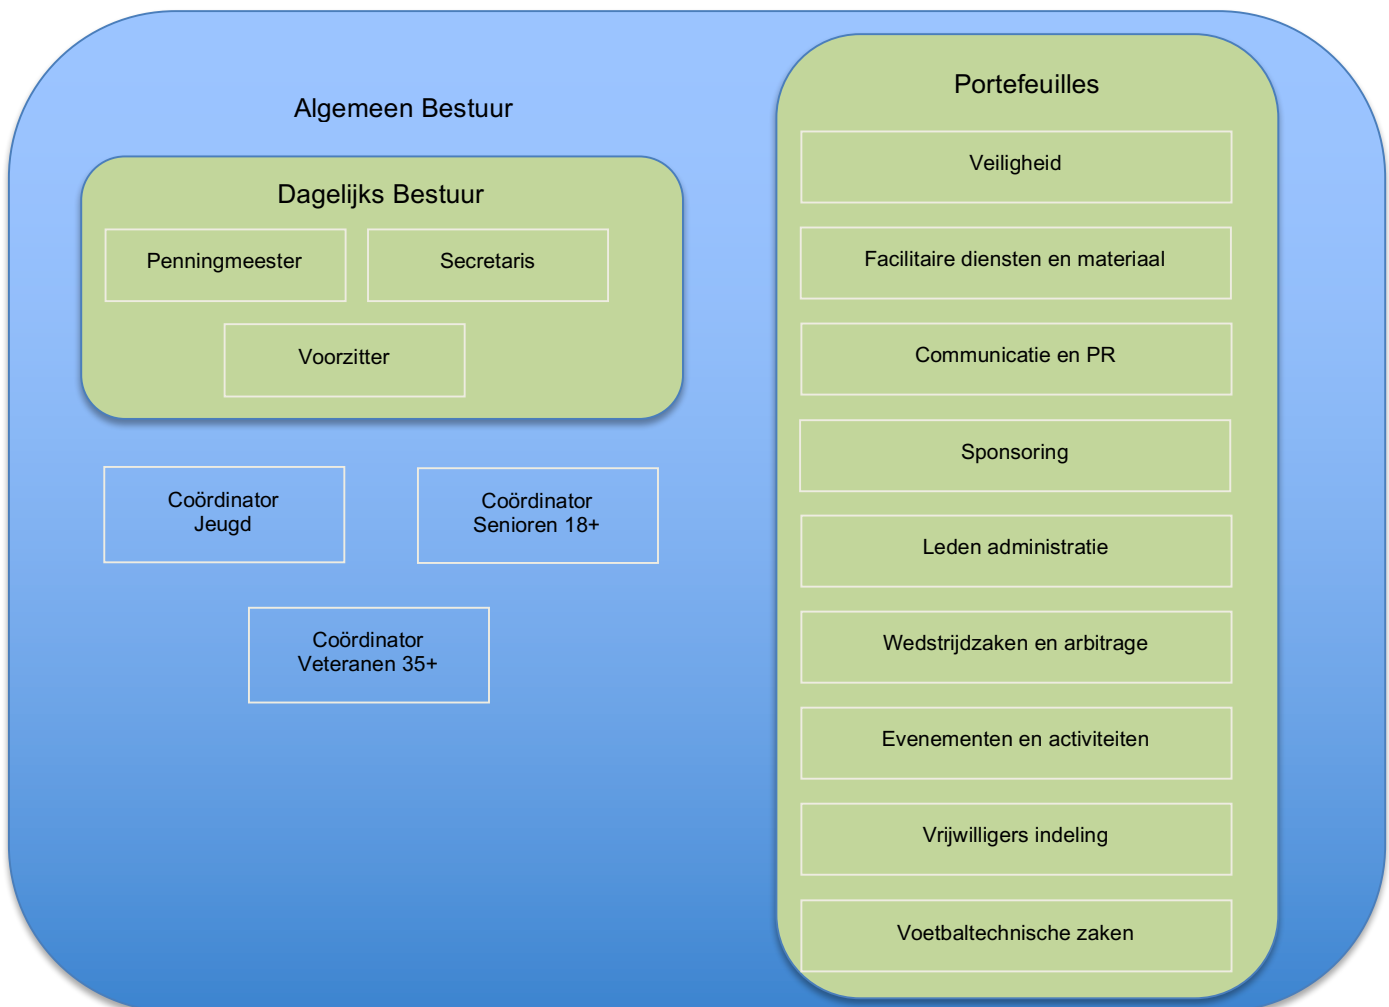 Algemeen Bestuur
Dagelijks Bestuur
Penningmeester
Secretaris
Voorzitter
Coördinator
Jeugd
Coördinator
Senioren 18+
Coördinator
Veteranen 35+
Portefeuilles
Veiligheid
Facilitaire diensten en materiaal
Communicatie en PR
Sponsoring
Leden administratie
Wedstrijdzaken en arbitrage
Evenementen en activiteiten
Vrijwilligers indeling
Voetbaltechnische zaken